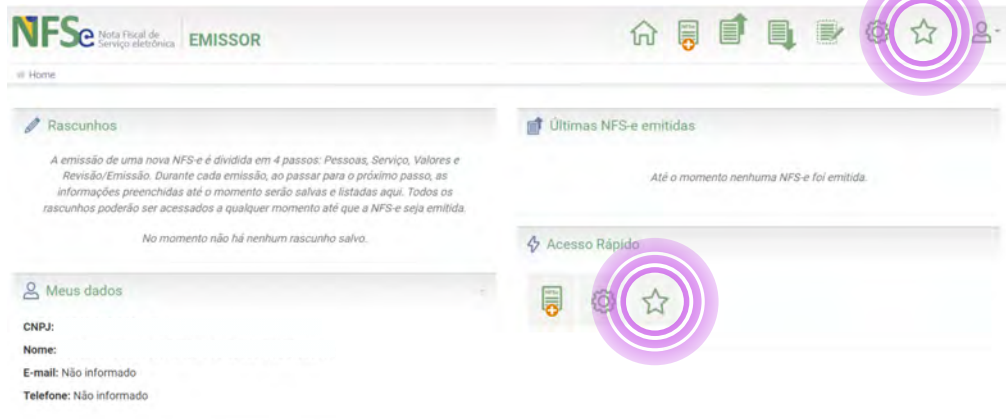 NFSe Nota Fiscal de
Serviço eletrônica
EMISSOR
Home
Rascunhos
A emissão de uma nova NFS-e é dividida em 4 passos: Pessoas, Serviço, Valores e
Revisão/Emissão. Durante cada emissão, ao passar para o próximo passo, as
informações preenchidas até o momento serão salvas e listadas aqui. Todos os
rascunhos poderão ser acessados a qualquer momento até que a NFS-e seja emitida.
No momento não há nenhum rascunho salvo.
Meus dados
CNPJ:
Nome:
E-mail: Não informado
Telefone: Não informado
Últimas NFS-e emitidas
Até o momento nenhuma NFS-e foi emitida.
Acesso Rápido